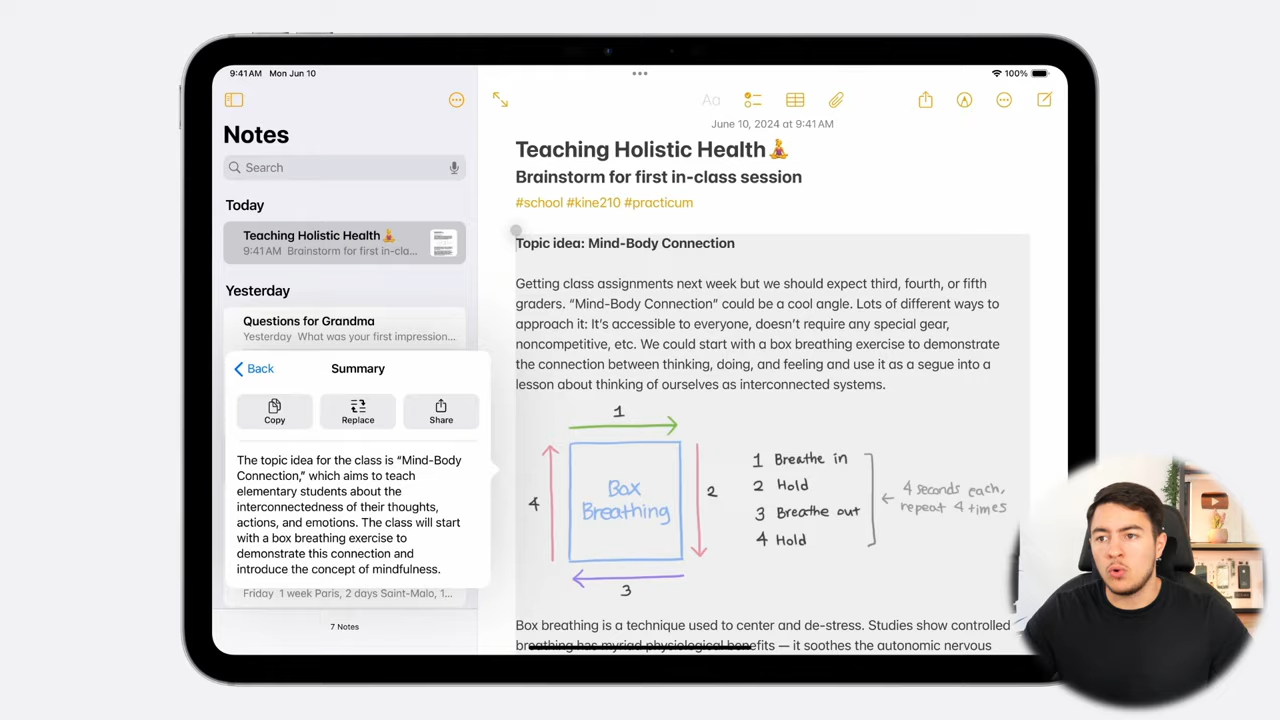 9:41 AM Mon Jun 10
100%
Notes
Search
Today
Teaching Holistic Health🧘
9:41 AM Brainstorm for first in-cla...
Yesterday
Questions for Grandma
Yesterday What was your first impression...
Back
Summary
Copy
Replace
Share
The topic idea for the class is “Mind-Body
Connection,” which aims to teach
elementary students about the
interconnectedness of their thoughts,
actions, and emotions. The class will start
with a box breathing exercise to
demonstrate this connection and
introduce the concept of mindfulness.
Friday 1 week Paris, 2 days Saint-Malo, 1...
7 Notes
Aa
June 10, 2024 at 9:41 AM
Teaching Holistic Health🧘
Brainstorm for first in-class session
#school #kine210 #practicum
Topic idea: Mind-Body Connection
Getting class assignments next week but we should expect third, fourth, or fifth
graders. “Mind-Body Connection” could be a cool angle. Lots of different ways to
approach it: It’s accessible to everyone, doesn’t require any special gear,
noncompetitive, etc. We could start with a box breathing exercise to demonstrate
the connection between thinking, doing, and feeling and use it as a segue into a
lesson about thinking of ourselves as interconnected systems.
1
4
Box
Breathing
2
3
1 Breathe in
2 Hold
3 Breathe out
4 Hold
4 seconds each,
repeat 4 times
Box breathing is a technique used to center and de-stress. Studies show controlled
breathing has myriad physiological benefits — it soothes the autonomic nervous